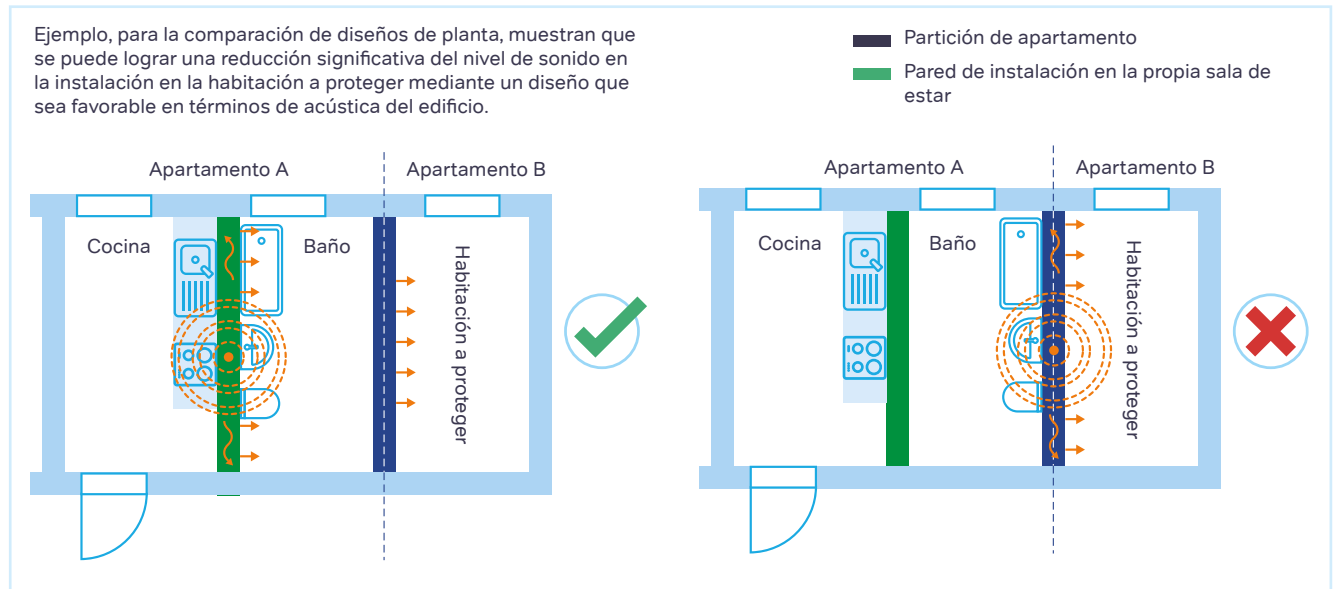 Ejemplo, para la comparación de diseños de planta, muestran que
se puede lograr una reducción significativa del nivel de sonido en
la instalación en la habitación a proteger mediante un diseño que
sea favorable en términos de acústica del edificio.
Partición de apartamento
Pared de instalación en la propia sala de
estar
Apartamento A
Apartamento B
Cocina
Baño
Habitación a proteger
Apartamento A
Apartamento B
Cocina
Baño
Habitación a proteger